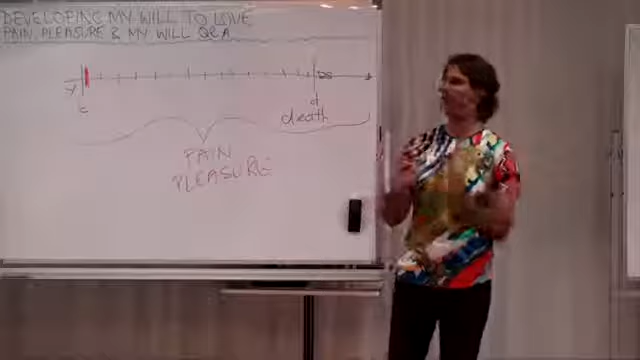 DEVELOPING MY WILL TO LOVE
PAIN, PLEASURE & MY WILL Q&A
c
death
PAIN
PLEASURE